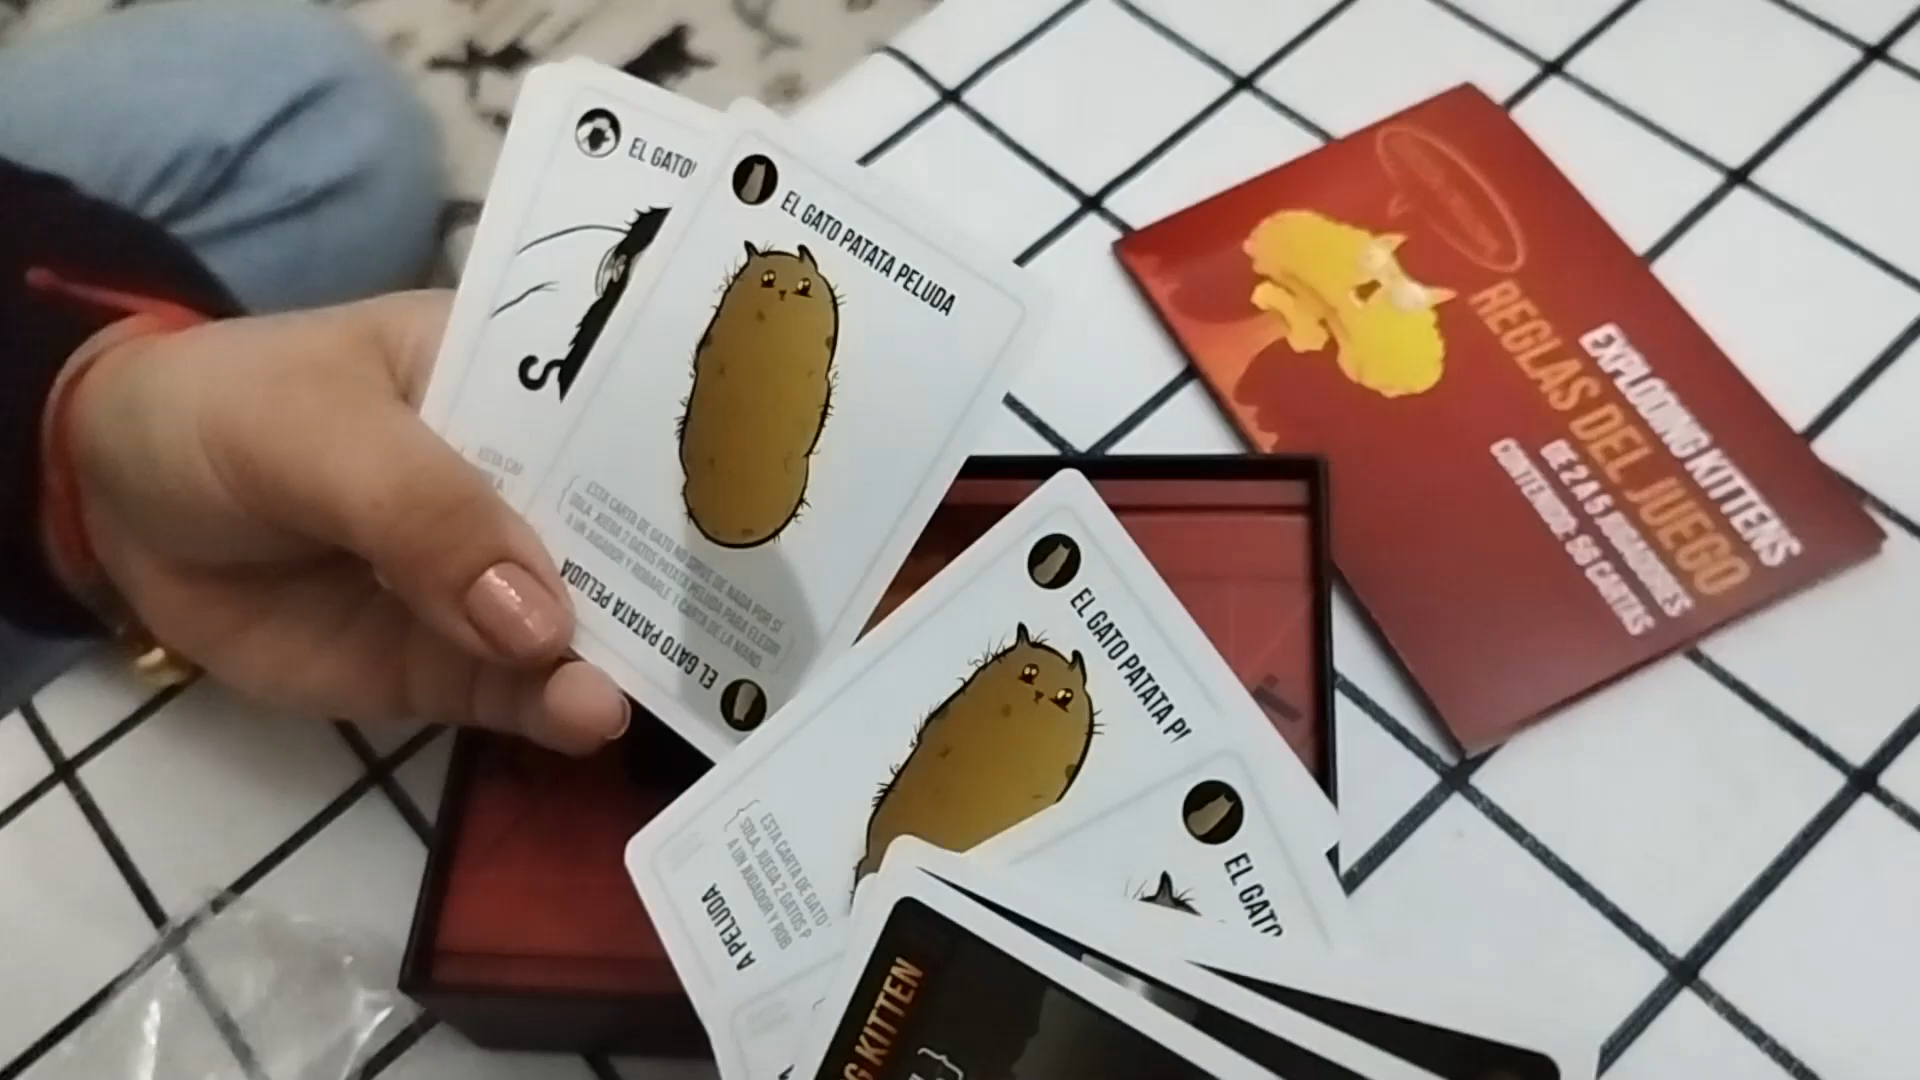 EL GATO
EL GATO PATATA PELUDA
ESTA CARTA DE GATO NO SIRVE DE NADA POR SÍ
SOLA. JUEGA 2 GATOS PATATA PELUDA PARA ELEGIR
A UN JUGADOR Y ROBARLE 1 CARTA DE LA MANO.
EL GATO PATATA PELUDA
EXPLODING KITTENS
REGLAS DEL JUEGO
DE 2 A 5 JUGADORES
CONTENIDO: 56 CARTAS
EL GATO PATATA P
ESTA CARTA DE GATO
SOLA. JUEGA 2 GATOS P
A UN JUGADOR Y ROB
A PELUDA
EL GATO
G KITTEN